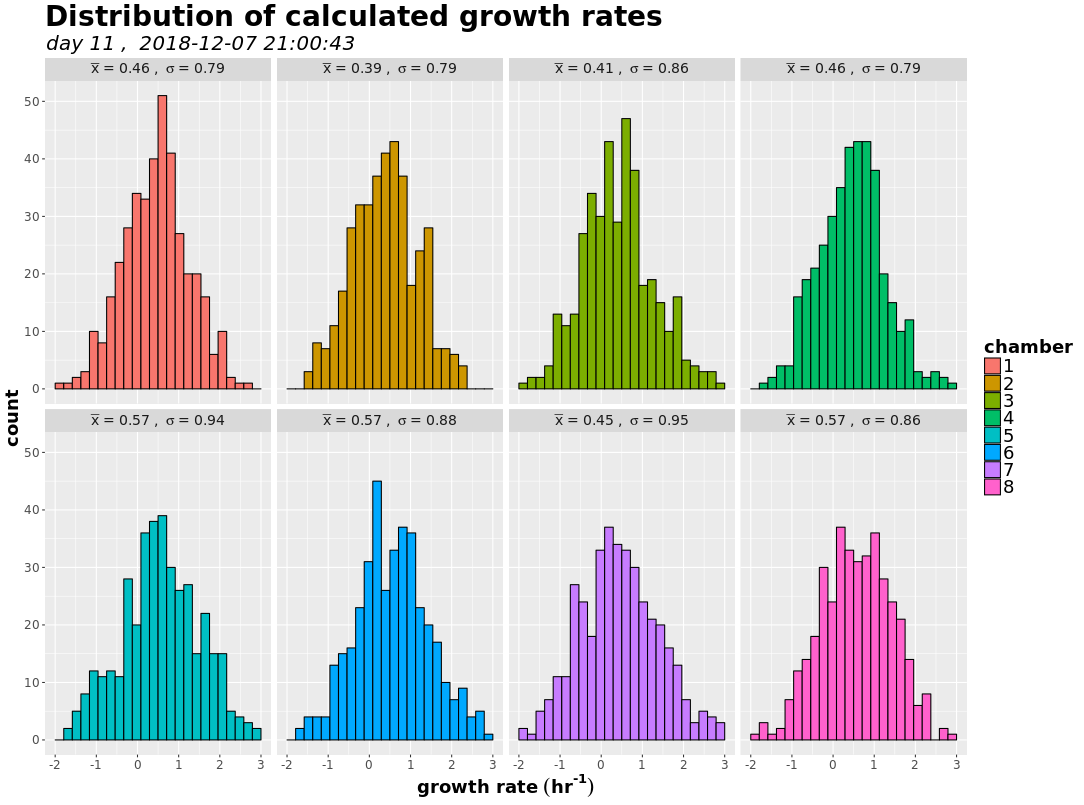 Distribution of calculated growth rates
day 11 ,  2018-12-07 21:00:43
x̅ = 0.46 ,  σ = 0.79
x̅ = 0.39 ,  σ = 0.79
x̅ = 0.41 ,  σ = 0.86
x̅ = 0.46 ,  σ = 0.79
50
40
30
20
10
0
x̅ = 0.57 ,  σ = 0.94
x̅ = 0.57 ,  σ = 0.88
x̅ = 0.45 ,  σ = 0.95
x̅ = 0.57 ,  σ = 0.86
50
40
30
20
10
0
-2 -1 0 1 2 3
-2 -1 0 1 2 3
-2 -1 0 1 2 3
-2 -1 0 1 2 3
growth rate (hr⁻¹)
count
chamber
1
2
3
4
5
6
7
8